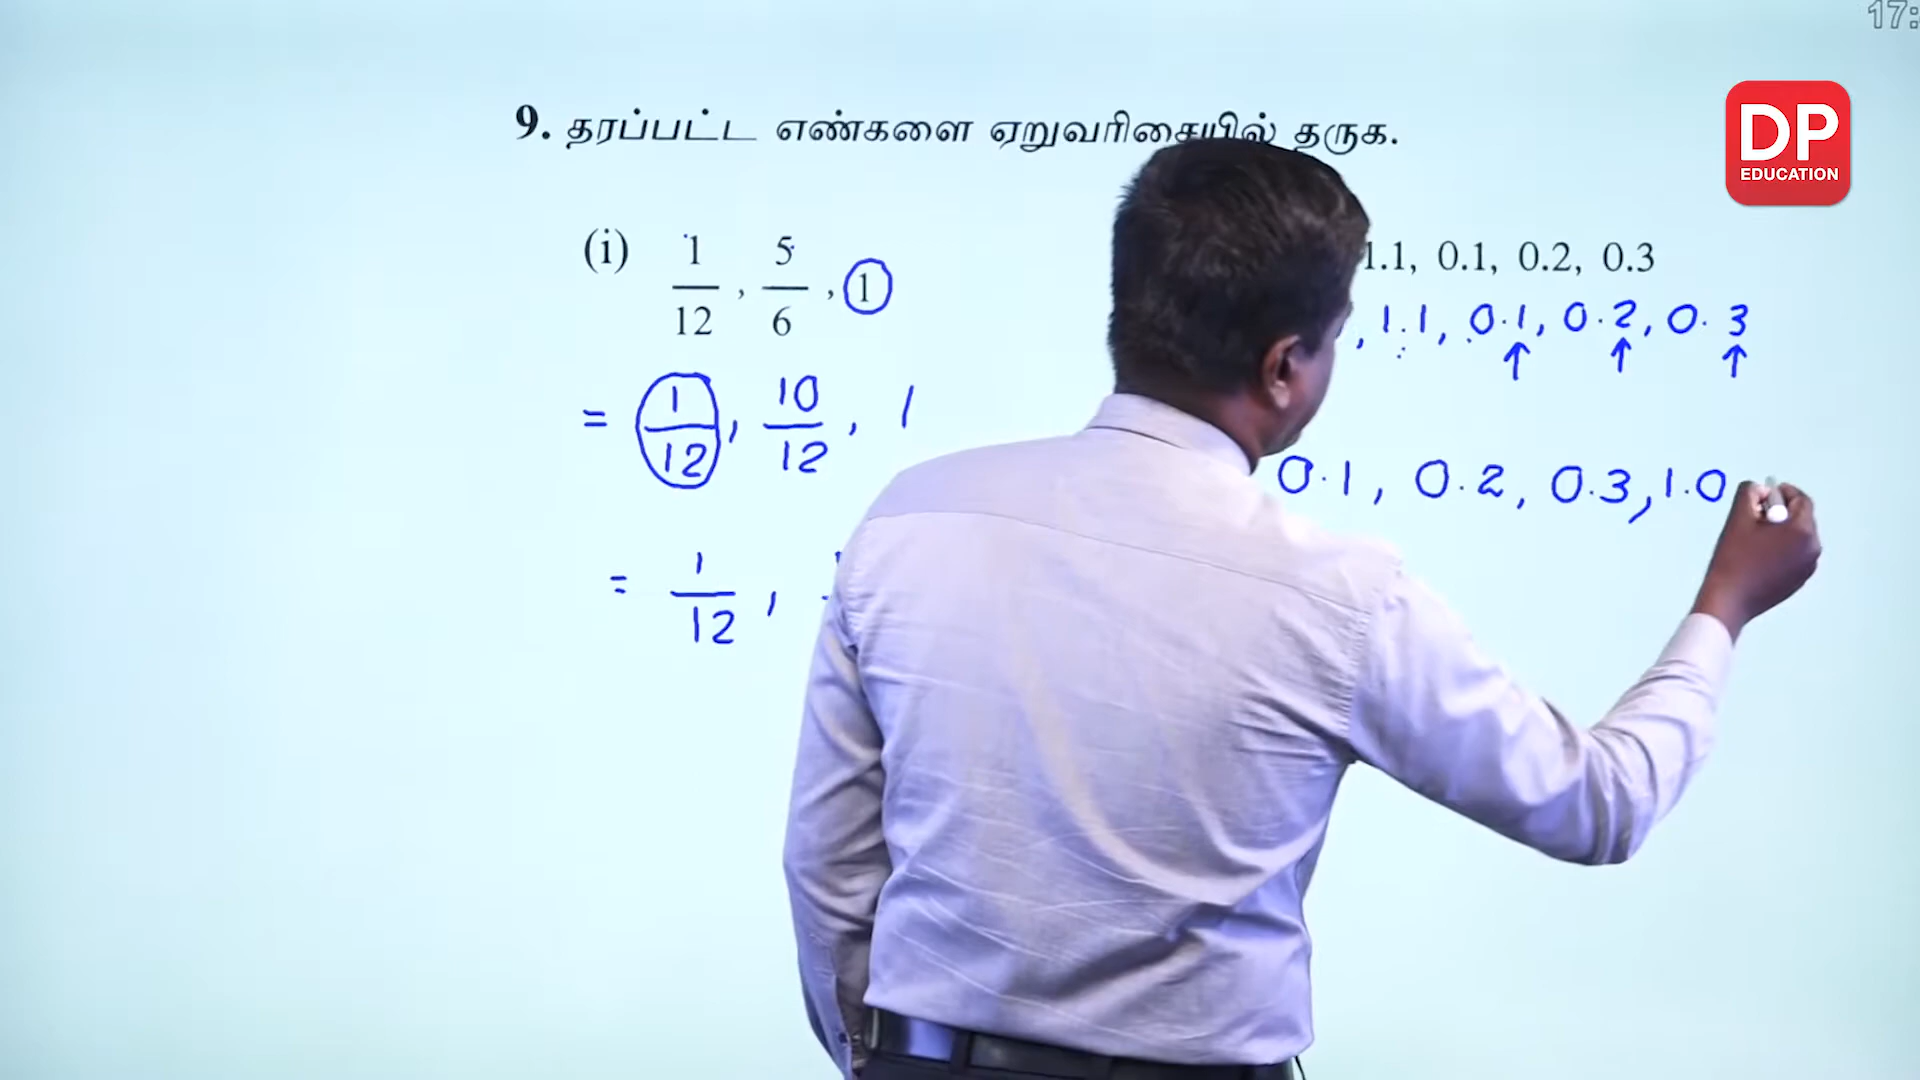 17:
DP
EDUCATION
9. தரப்பட்ட எண்களை ஏறுவரிசையில் தருக.
(i) 1/12 , 5/6 , 1
1.1, 0.1, 0.2, 0.3
, 1.1, 0.1, 0.2, 0.3
= 1/12, 10/12, 1
0.1, 0.2, 0.3, 1.0
= 1/12 ,